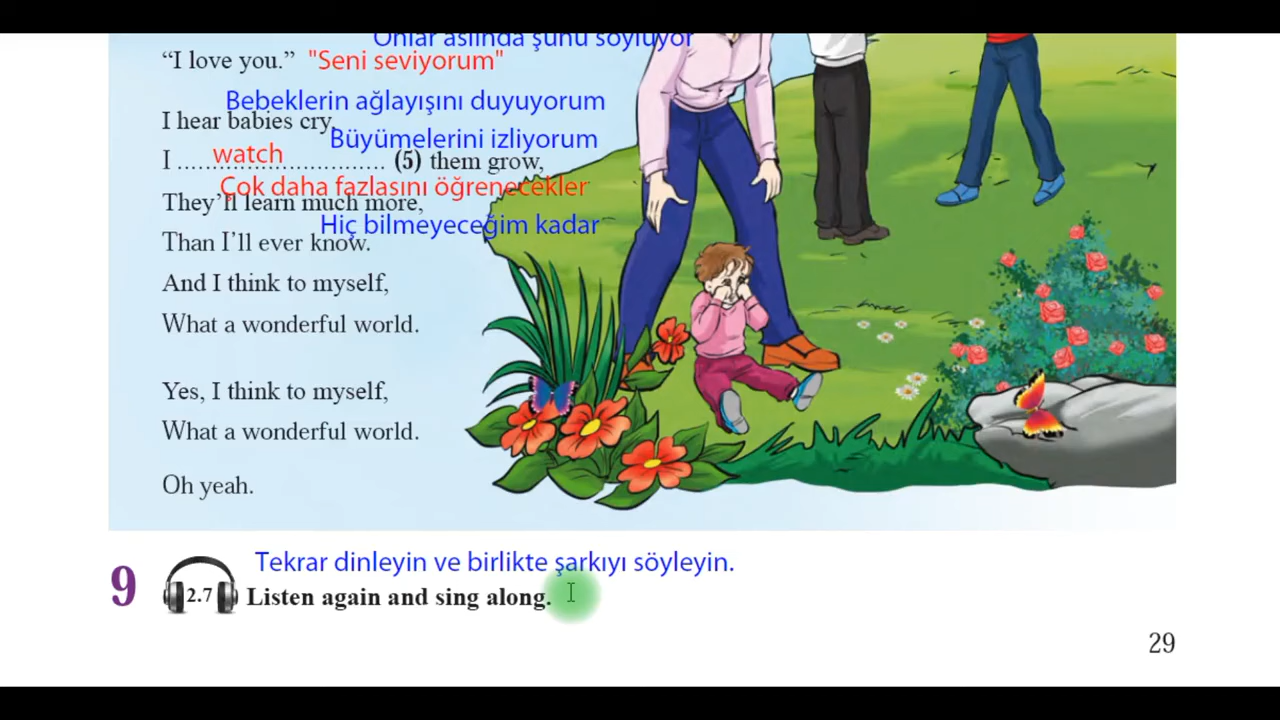 Onlar aslında şunu söylüyor
“I love you.” "Seni seviyorum"
Bebeklerin ağlayışını duyuyorum
I hear babies cry,
Büyümelerini izliyorum
I ........ watch ........ (5) them grow,
Çok daha fazlasını öğrenecekler
They’ll learn much more,
Hiç bilmeyeceğim kadar
Than I’ll ever know.
And I think to myself,
What a wonderful world.
Yes, I think to myself,
What a wonderful world.
Oh yeah.
Tekrar dinleyin ve birlikte şarkıyı söyleyin.
9 2.7 Listen again and sing along.
29